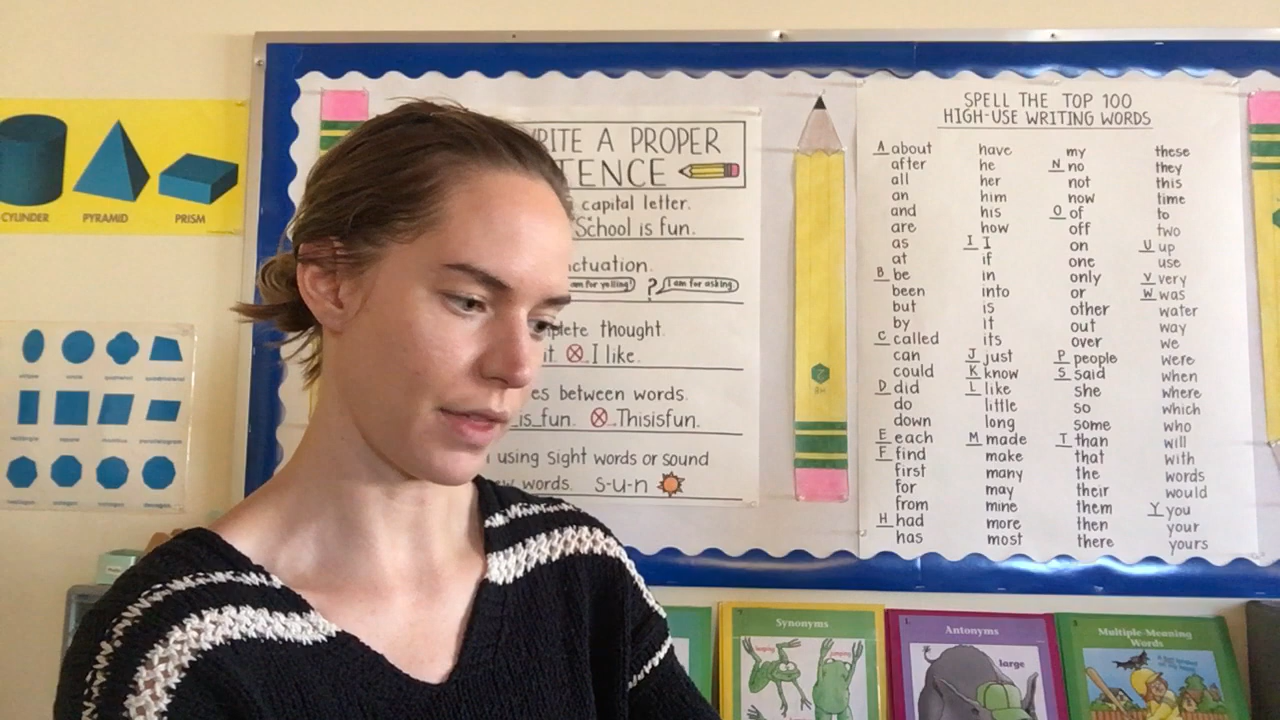 CYLINDER
PYRAMID
PRISM
RITE A PROPER
TENCE
capital letter.
School is fun.
ctuation.
am for yelling!
? I am for asking.
plete thought.
it. I like.
es between words.
is_fun. Thisisfun.
using sight words or sound
w words. s-u-n
SPELL THE TOP 100
HIGH-USE WRITING WORDS
A about
after
all
an
and
are
as
at
B be
been
but
by
C called
can
could
D did
do
down
E each
F find
first
for
from
H had
has
have
he
her
him
his
how
I I
if
in
into
is
it
its
J just
K know
L like
little
long
M made
make
many
may
mine
more
most
my
N no
not
now
O of
off
on
one
only
or
other
out
over
P people
S said
she
so
some
T than
that
the
their
them
then
there
these
they
this
time
to
two
U up
use
V very
W was
water
way
we
were
when
where
which
who
will
with
words
would
Y you
your
yours
Synonyms
leaping
jumping
Antonyms
large
Multiple-Meaning
Words